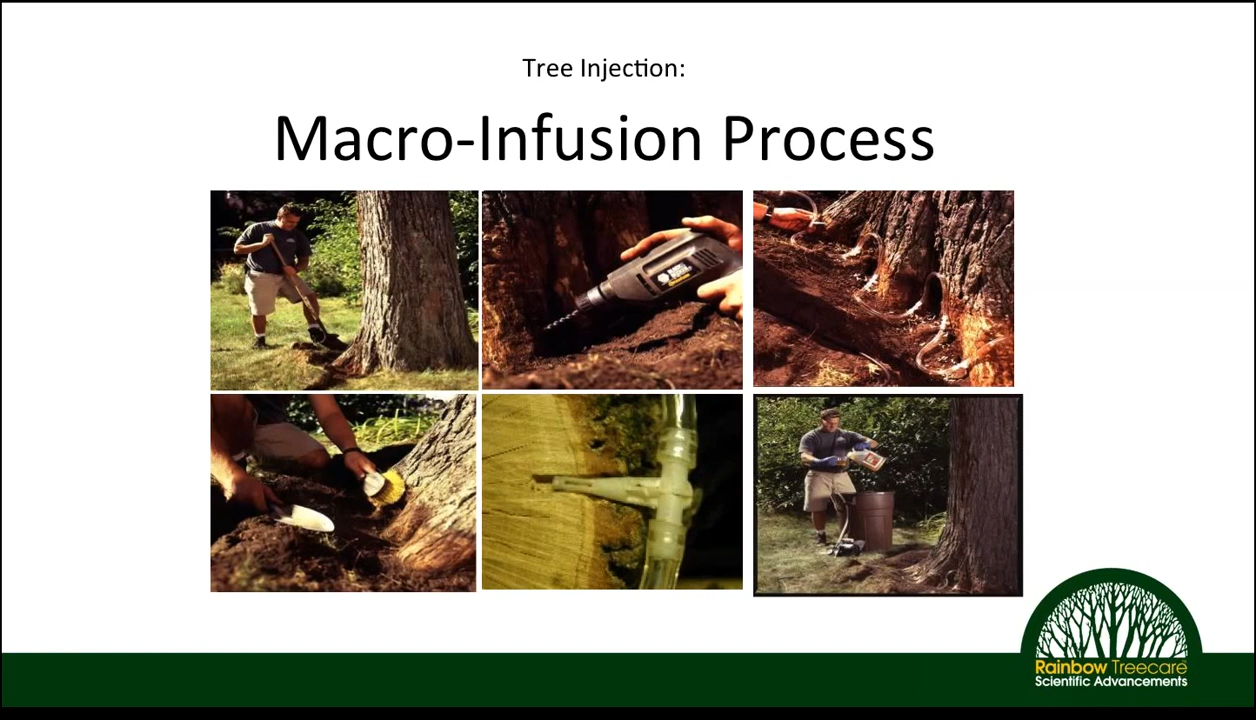 Tree Injection:
Macro-Infusion Process
Rainbow Treecare
Scientific Advancements